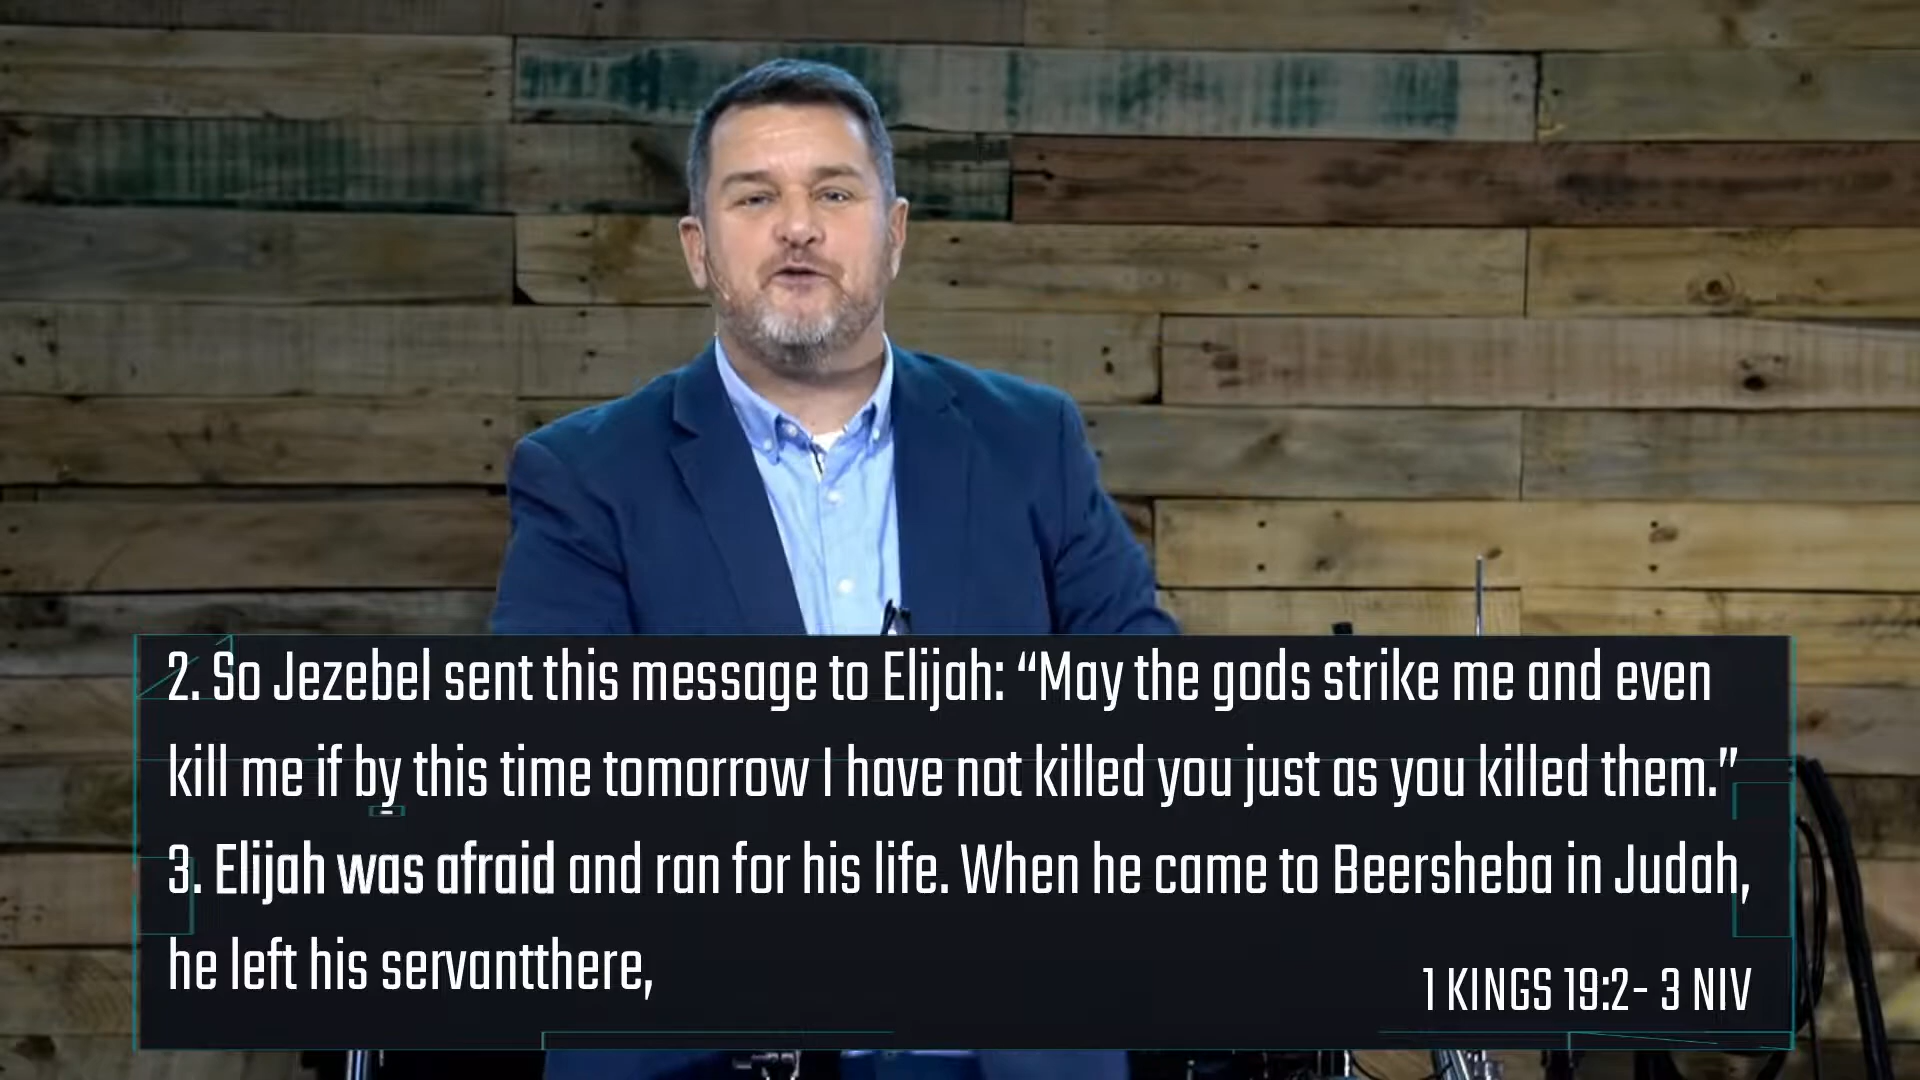 2. So Jezebel sent this message to Elijah: “May the gods strike me and even
kill me if by this time tomorrow I have not killed you just as you killed them.”
3. Elijah was afraid and ran for his life. When he came to Beersheba in Judah,
he left his servantthere,
1 KINGS 19:2- 3 NIV